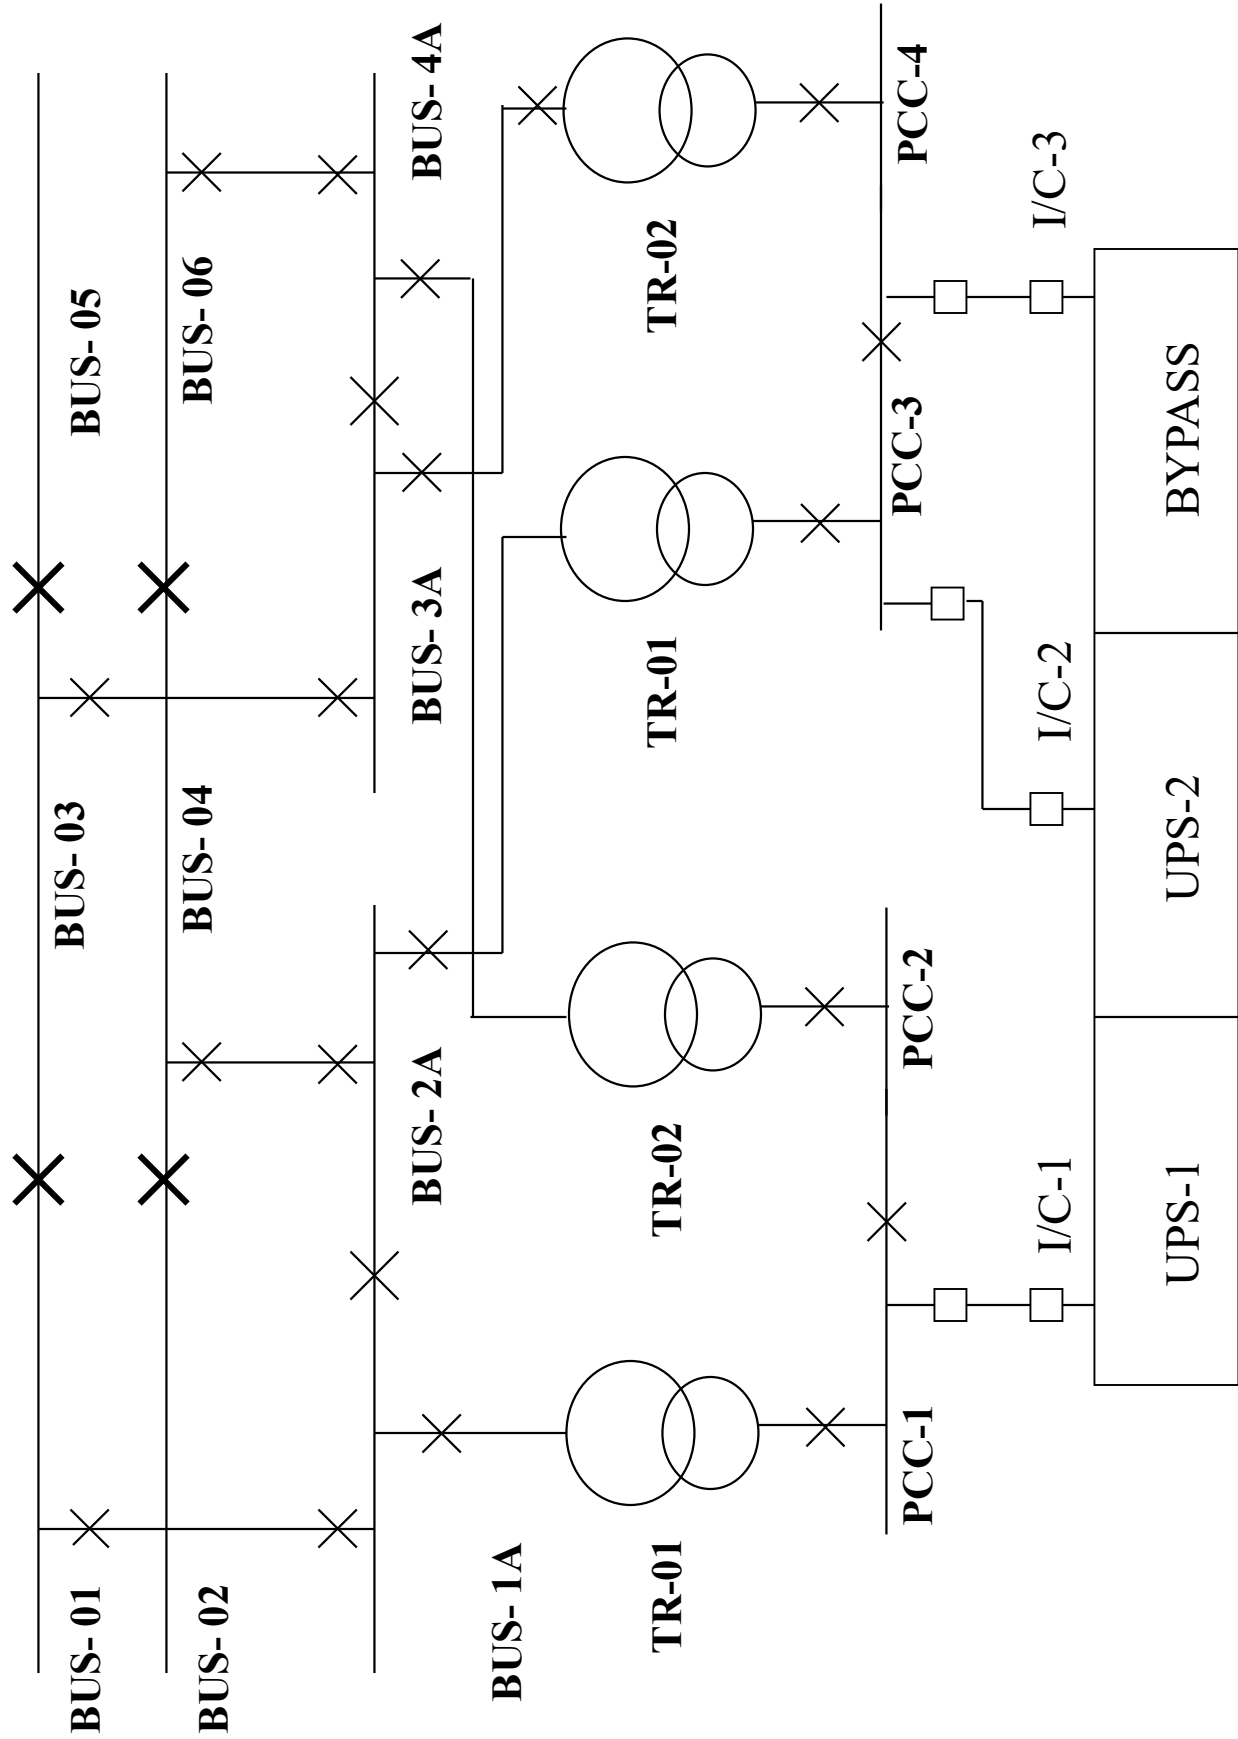 BUS- 01
BUS- 03
BUS- 05
BUS- 02
BUS- 04
BUS- 06
BUS- 1A
BUS- 2A
BUS- 3A
BUS- 4A
TR-01
TR-02
TR-01
TR-02
PCC-1
PCC-2
PCC-3
PCC-4
I/C-1
I/C-2
I/C-3
UPS-1
UPS-2
BYPASS